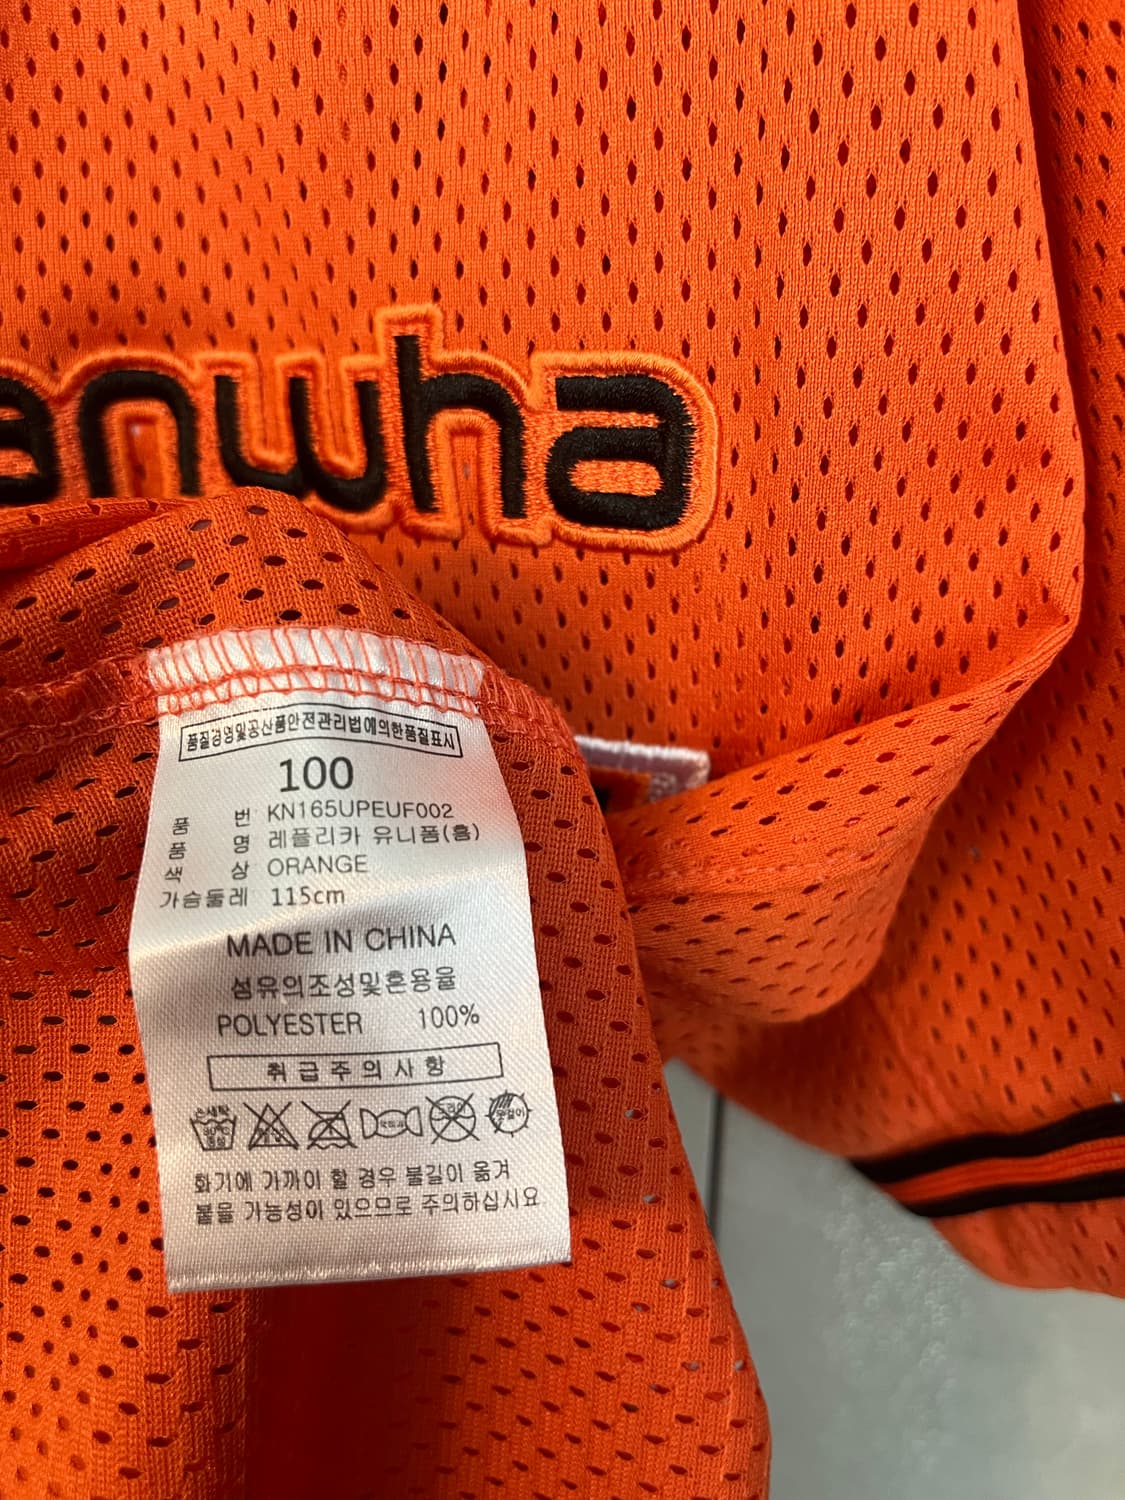 anwha
품질경영및공산품안전관리법에의한품질표시
100
품 번 KN165UPEUF002
품 명 레플리카 유니폼(홈)
색 상 ORANGE
가슴둘레 115cm
MADE IN CHINA
섬유의조성및혼용율
POLYESTER 100%
취급주의사항
손세탁
화기에 가까이 할 경우 불길이 옮겨
붙을 가능성이 있으므로 주의하십시요